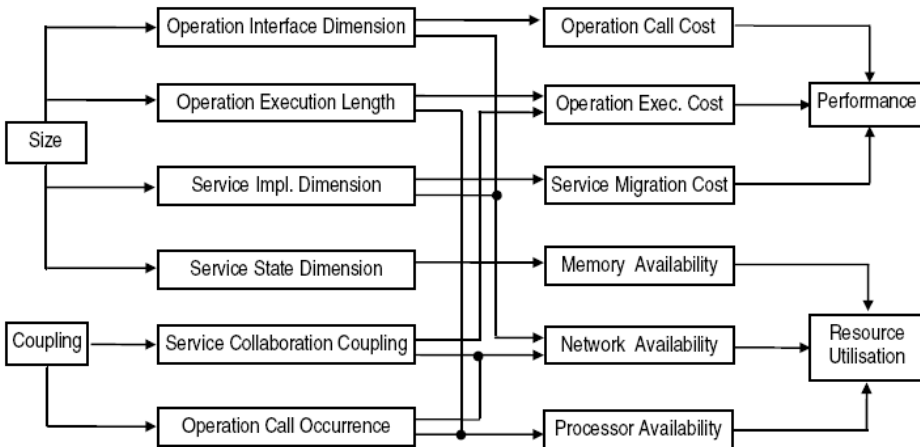 Operation Interface Dimension
Operation Call Cost
Operation Execution Length
Operation Exec. Cost
Performance
Size
Service Impl. Dimension
Service Migration Cost
Service State Dimension
Memory Availability
Coupling
Service Collaboration Coupling
Network Availability
Resource
Utilisation
Operation Call Occurrence
Processor Availability